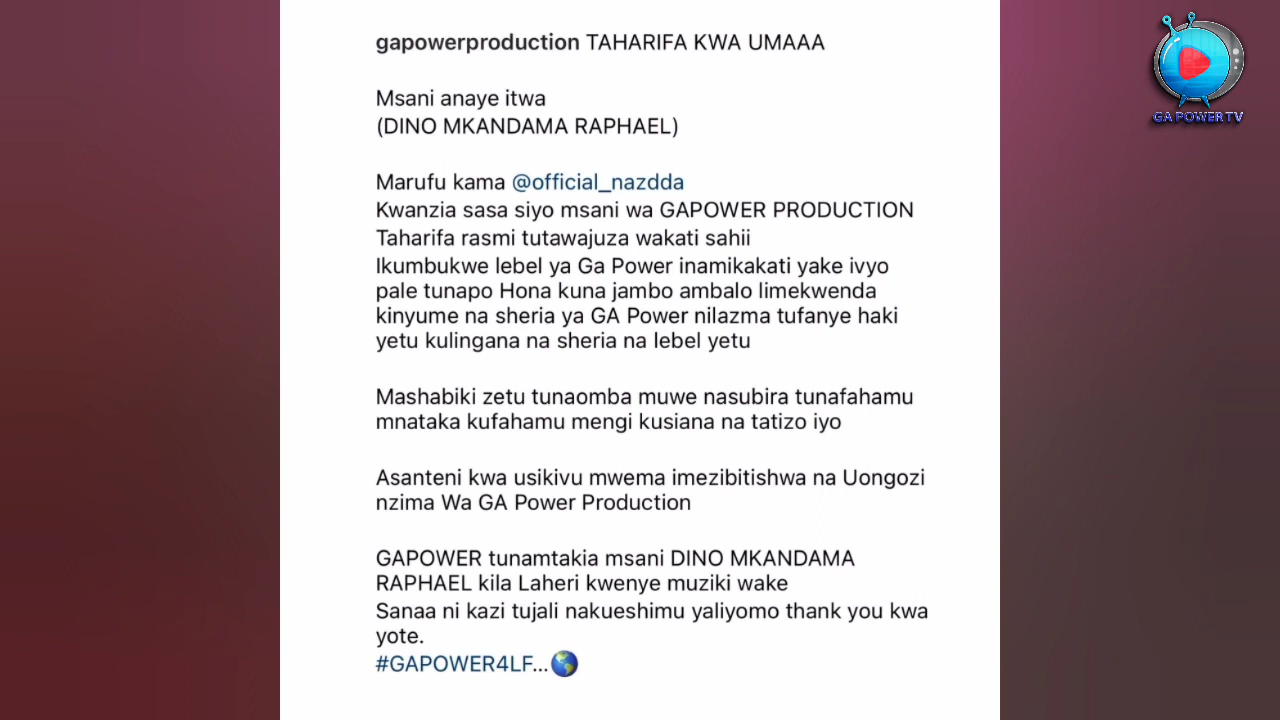 gapowerproduction TAHARIFA KWA UMAAA
Msani anaye itwa
(DINO MKANDAMA RAPHAEL)
Marufu kama @official_nazdda
Kwanzia sasa siyo msani wa GAPOWER PRODUCTION
Taharifa rasmi tutawajuza wakati sahii
Ikumbukwe lebel ya Ga Power inamikakati yake ivyo
pale tunapo Hona kuna jambo ambalo limekwenda
kinyume na sheria ya GA Power nilazma tufanye haki
yetu kulingana na sheria na lebel yetu
Mashabiki zetu tunaomba muwe nasubira tunafahamu
mnataka kufahamu mengi kusiana na tatizo iyo
Asanteni kwa usikivu mwema imezibitishwa na Uongozi
nzima Wa GA Power Production
GAPOWER tunamtakia msani DINO MKANDAMA
RAPHAEL kila Laheri kwenye muziki wake
Sanaa ni kazi tujali nakueshimu yaliyomo thank you kwa
yote.
#GAPOWER4LF...🌎
GA POWER TV